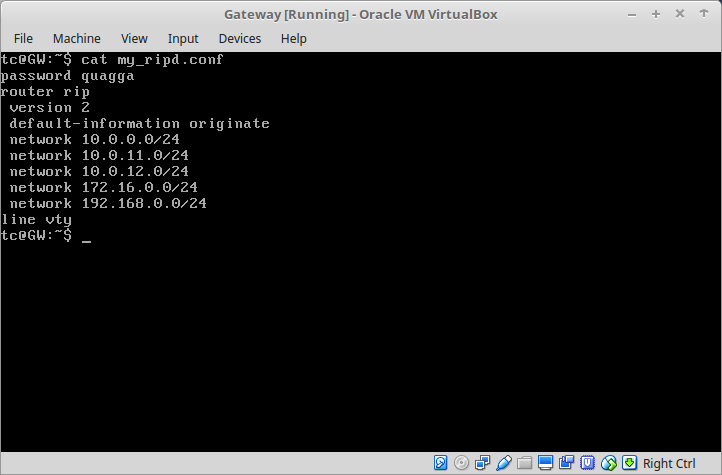 Gateway [Running] - Oracle VM VirtualBox
File Machine View Input Devices Help
tc@GW:~$ cat my_ripd.conf
password quagga
router rip
 version 2
 default-information originate
 network 10.0.0.0/24
 network 10.0.11.0/24
 network 10.0.12.0/24
 network 172.16.0.0/24
 network 192.168.0.0/24
line vty
tc@GW:~$ _
Right Ctrl